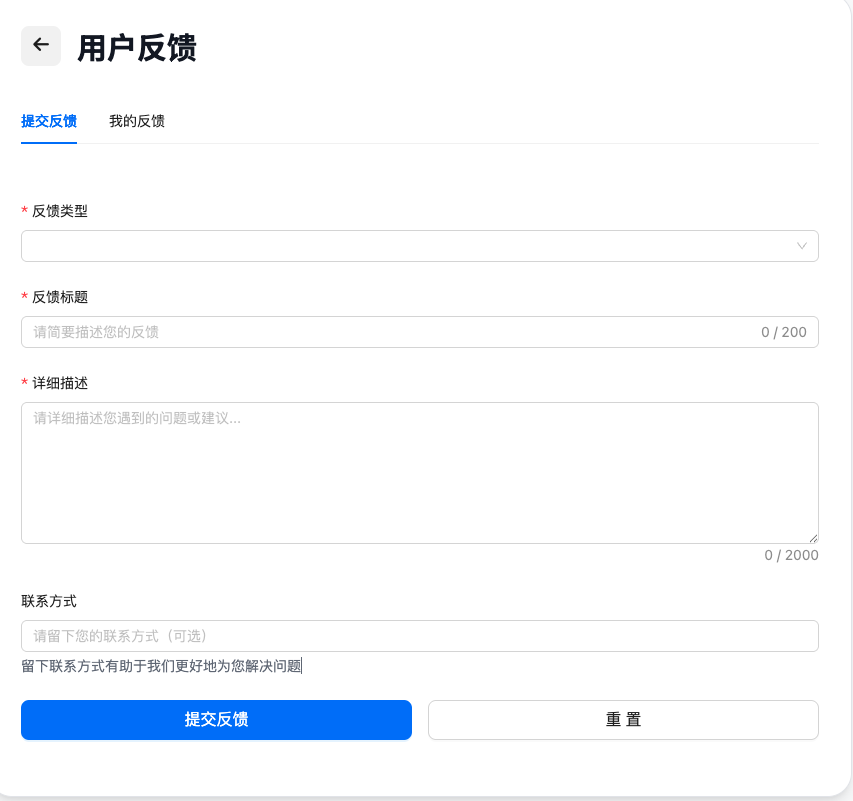 用户反馈
提交反馈 我的反馈
* 反馈类型
* 反馈标题
请简要描述您的反馈 0 / 200
* 详细描述
请详细描述您遇到的问题或建议...
0 / 2000
联系方式
请留下您的联系方式（可选）
留下联系方式有助于我们更好地为您解决问题
提交反馈 重 置